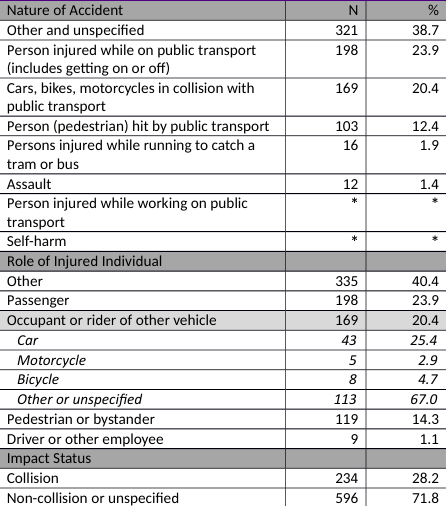 Nature of Accident N %
Other and unspecified 321 38.7
Person injured while on public transport 198 23.9
(includes getting on or off)
Cars, bikes, motorcycles in collision with 169 20.4
public transport
Person (pedestrian) hit by public transport 103 12.4
Persons injured while running to catch a 16 1.9
tram or bus
Assault 12 1.4
Person injured while working on public * *
transport
Self-harm * *
Role of Injured Individual
Other 335 40.4
Passenger 198 23.9
Occupant or rider of other vehicle 169 20.4
Car 43 25.4
Motorcycle 5 2.9
Bicycle 8 4.7
Other or unspecified 113 67.0
Pedestrian or bystander 119 14.3
Driver or other employee 9 1.1
Impact Status
Collision 234 28.2
Non-collision or unspecified 596 71.8